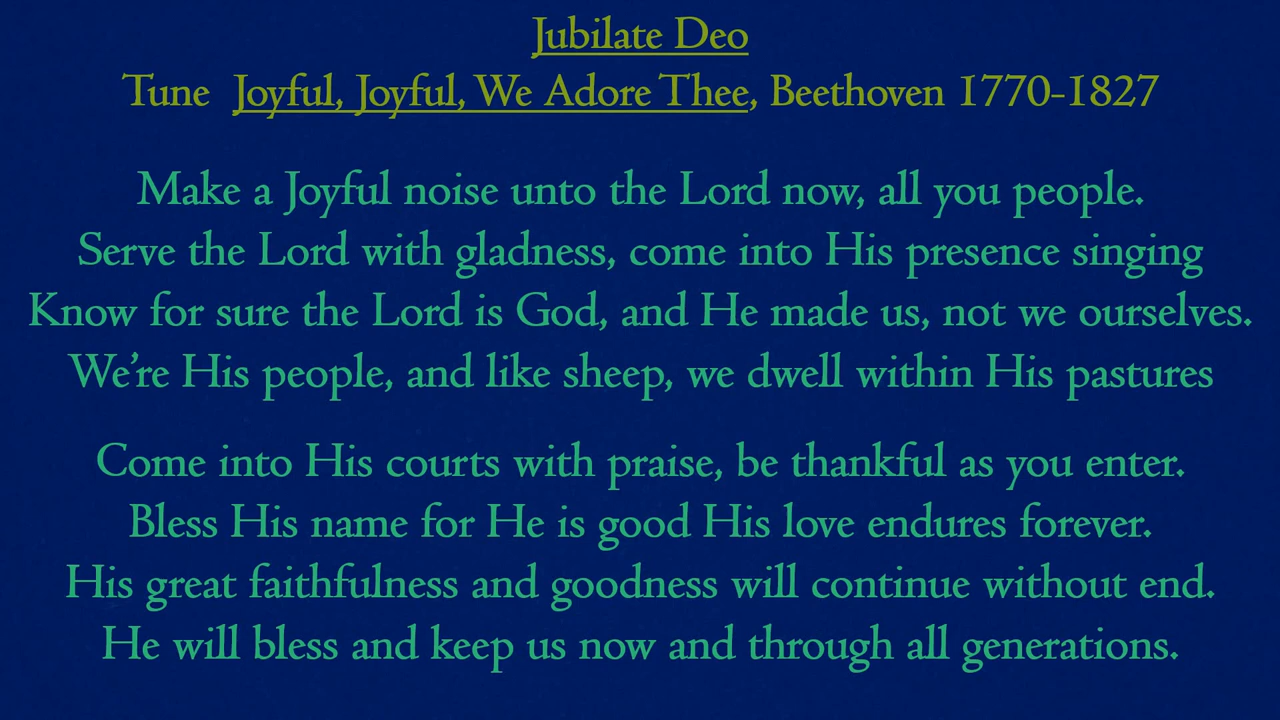 Jubilate Deo
Tune Joyful, Joyful, We Adore Thee, Beethoven 1770-1827
Make a Joyful noise unto the Lord now, all you people.
Serve the Lord with gladness, come into His presence singing
Know for sure the Lord is God, and He made us, not we ourselves.
We’re His people, and like sheep, we dwell within His pastures
Come into His courts with praise, be thankful as you enter.
Bless His name for He is good His love endures forever.
His great faithfulness and goodness will continue without end.
He will bless and keep us now and through all generations.